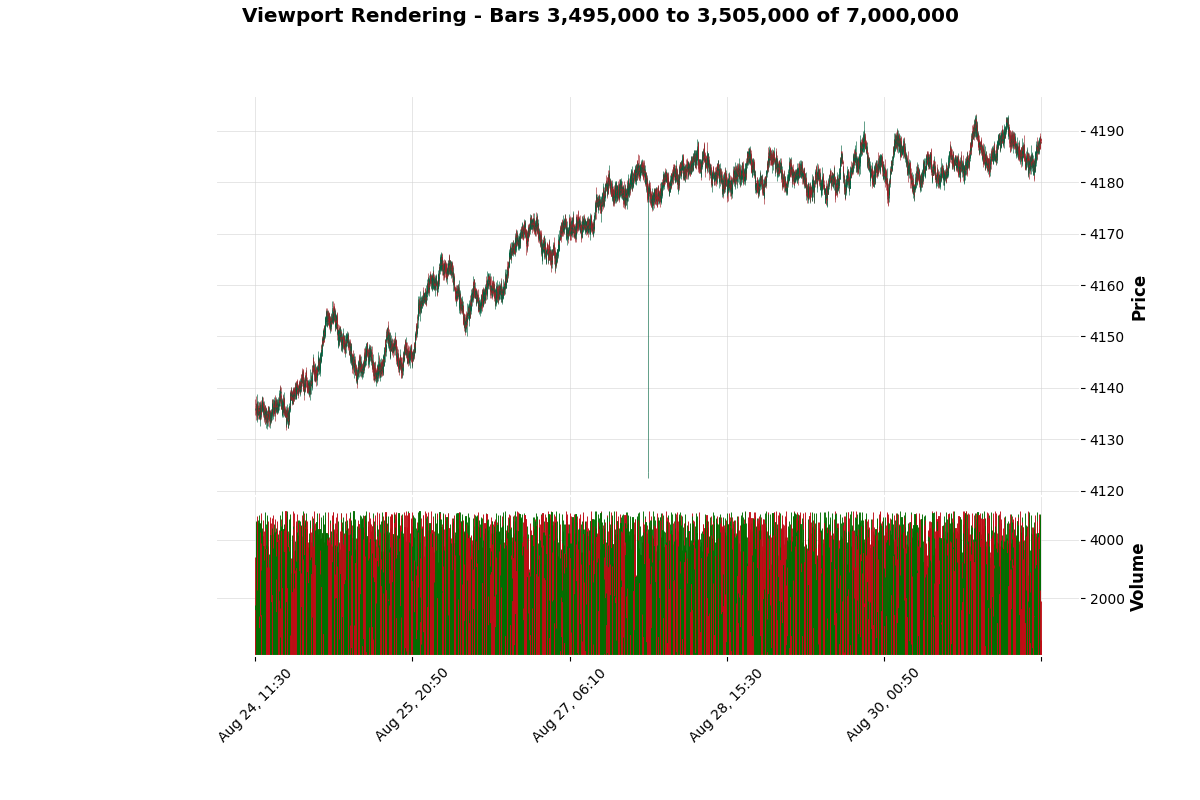 Viewport Rendering - Bars 3,495,000 to 3,505,000 of 7,000,000
4190
4180
4170
4160
4150
4140
4130
4120
Price
4000
2000
Volume
Aug 24, 11:30
Aug 25, 20:50
Aug 27, 06:10
Aug 28, 15:30
Aug 30, 00:50